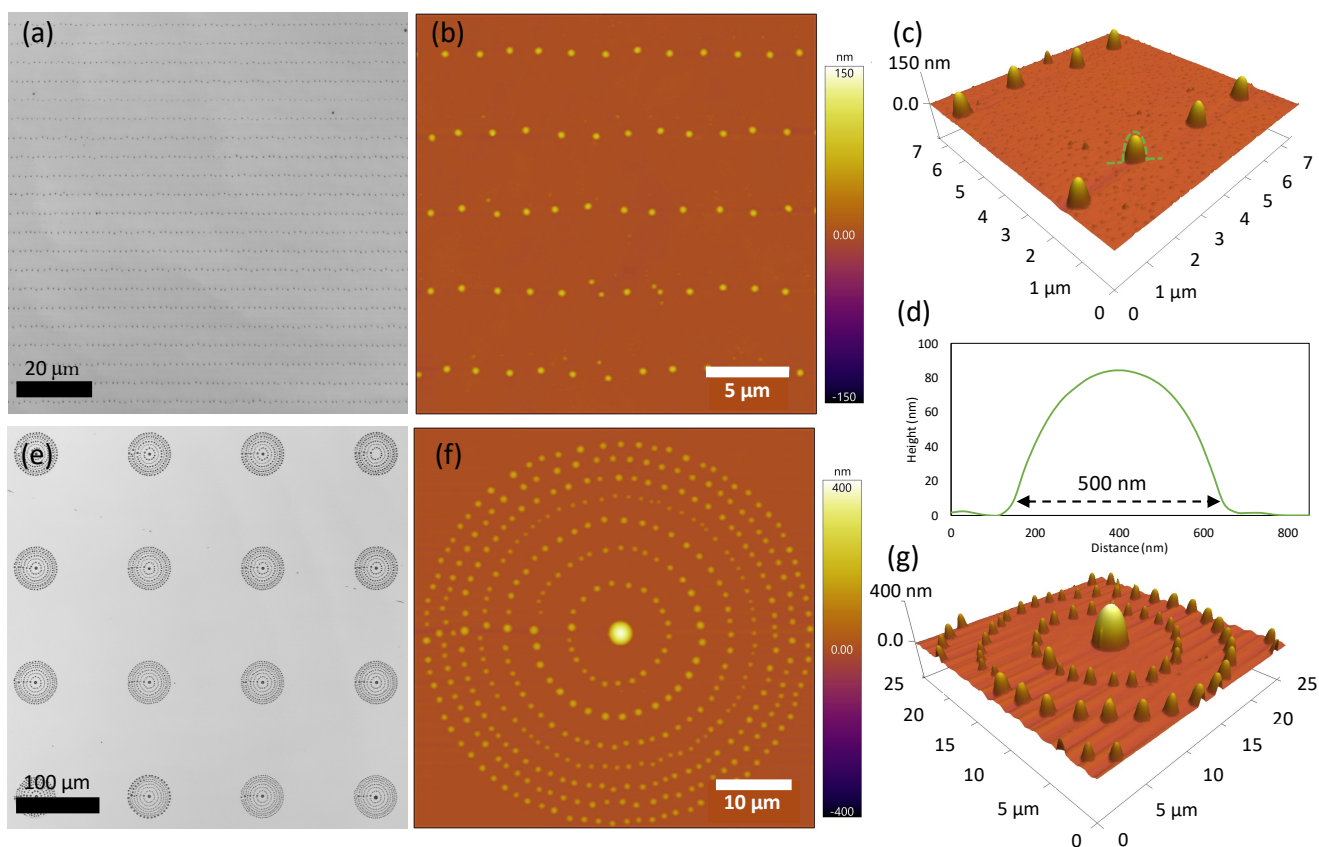 (a)
20 μm
(b)
5 μm
nm
150
0.00
-150
(c)
150 nm
0.0
7
6
5
4
3
2
1 μm
0
0
1 μm
2
3
4
5
6
7
(d)
100
80
60
40
20
0
0
200
400
600
800
Height (nm)
Distance (nm)
500 nm
(e)
100 μm
(f)
10 μm
nm
400
0.00
-400
(g)
400 nm
0.0
25
20
15
10
5 μm
0
0
5 μm
10
15
20
25